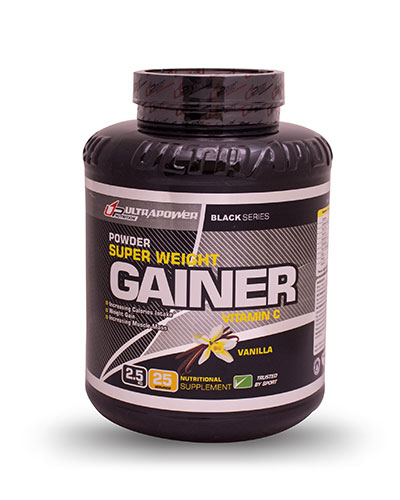 ULTRAPOWER
NUTRITION
BLACK SERIES
POWDER
SUPER WEIGHT
GAINER
VITAMIN C
Increasing Calories Intake
Weight Gain
Increasing Muscle Mass
VANILLA
2.5
25
NUTRITIONAL
SUPPLEMENT
TRUSTED
BY SPORT